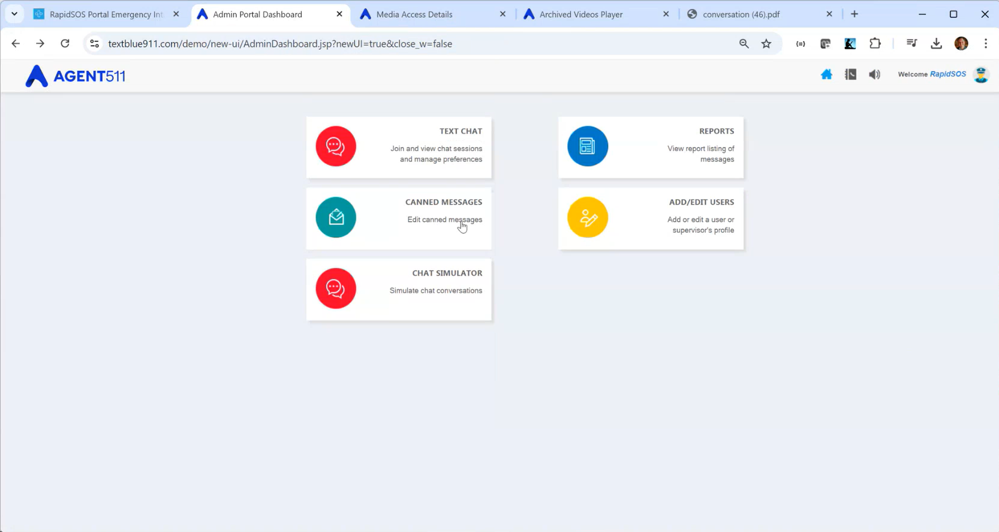 RapidSOS Portal Emergency Int
Admin Portal Dashboard
Media Access Details
Archived Videos Player
conversation (46).pdf
textblue911.com/demo/new-ui/AdminDashboard.jsp?newUI=true&close_w=false
AGENT511
Welcome RapidSOS
TEXT CHAT
Join and view chat sessions
and manage preferences
REPORTS
View report listing of
messages
CANNED MESSAGES
Edit canned messages
ADD/EDIT USERS
Add or edit a user or
supervisor's profile
CHAT SIMULATOR
Simulate chat conversations